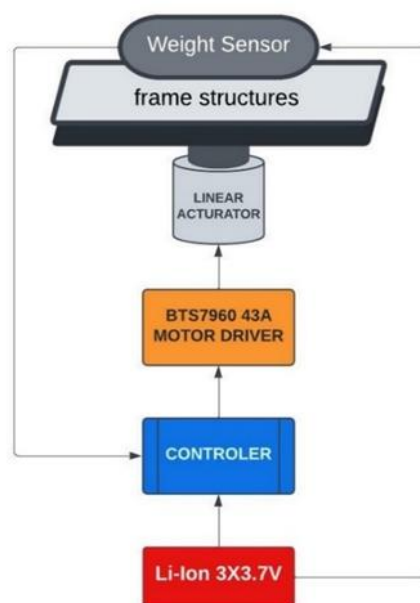 Weight Sensor
frame structures
LINEAR
ACTURATOR
BTS7960 43A
MOTOR DRIVER
CONTROLER
Li-Ion 3X3.7V